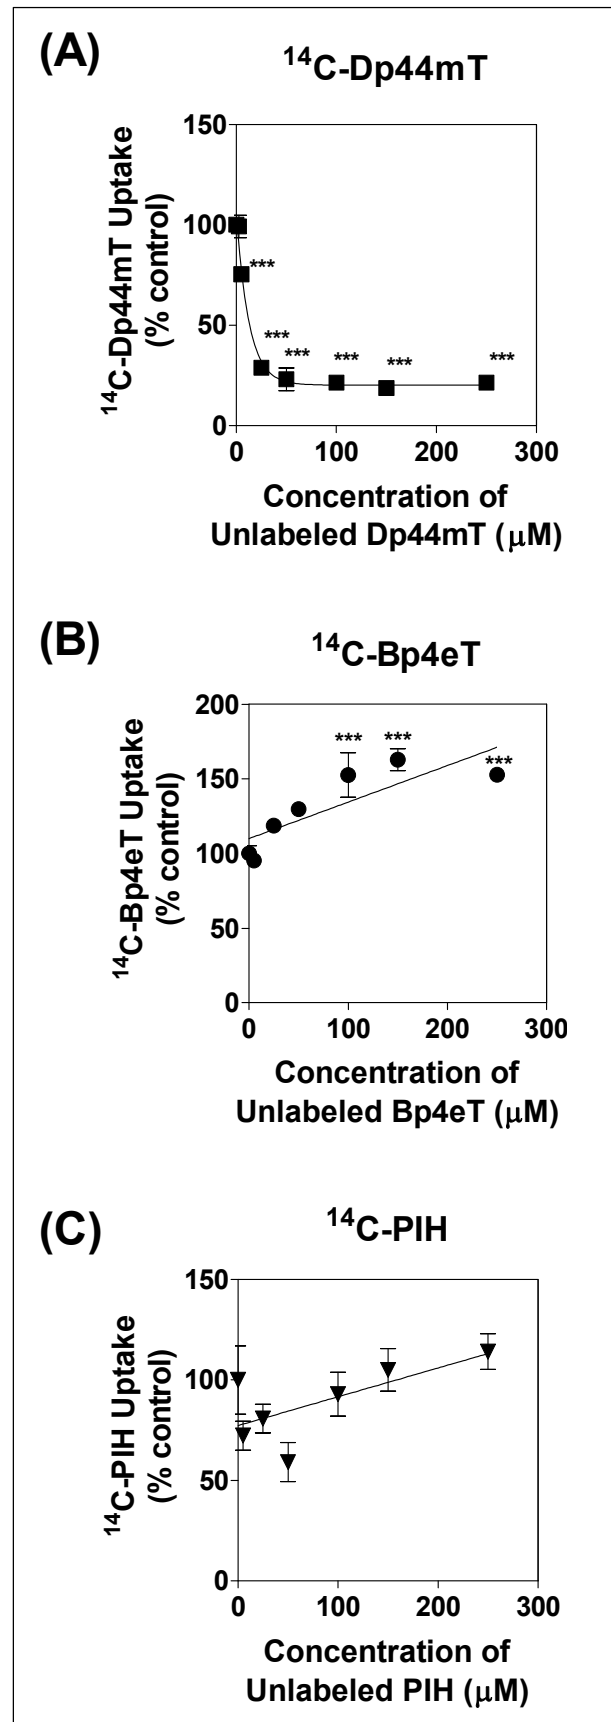 (A)
¹⁴C-Dp44mT
¹⁴C-Dp44mT Uptake
(% control)
150
100
50
0
***
***
***
***
***
***
0 100 200 300
Concentration of
Unlabeled Dp44mT (μM)
(B)
¹⁴C-Bp4eT
¹⁴C-Bp4eT Uptake
(% control)
200
150
100
50
0
***
***
***
0 100 200 300
Concentration of
Unlabeled Bp4eT (μM)
(C)
¹⁴C-PIH
¹⁴C-PIH Uptake
(% control)
150
100
50
0
0 100 200 300
Concentration of
Unlabeled PIH (μM)